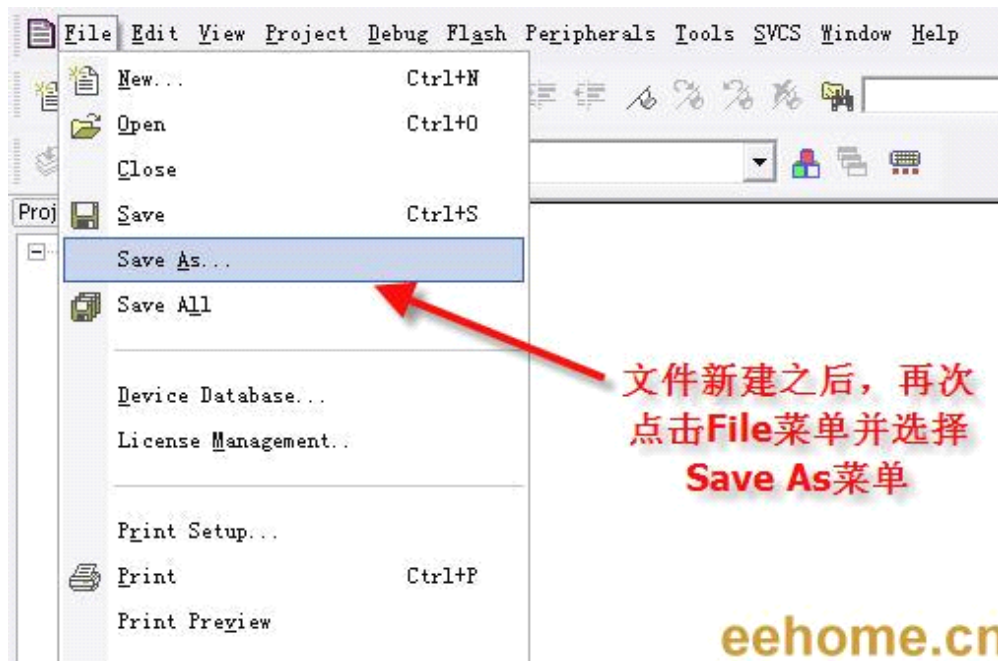 File Edit View Project Debug Flash Peripherals Tools SVCS Window Help
New... Ctrl+N
Open Ctrl+O
Close
Proj
Save Ctrl+S
Save As...
Save All
Device Database...
License Management..
Print Setup...
Print Ctrl+P
Print Preview
文件新建之后，再次
点击File菜单并选择
Save As菜单
eehome.cn